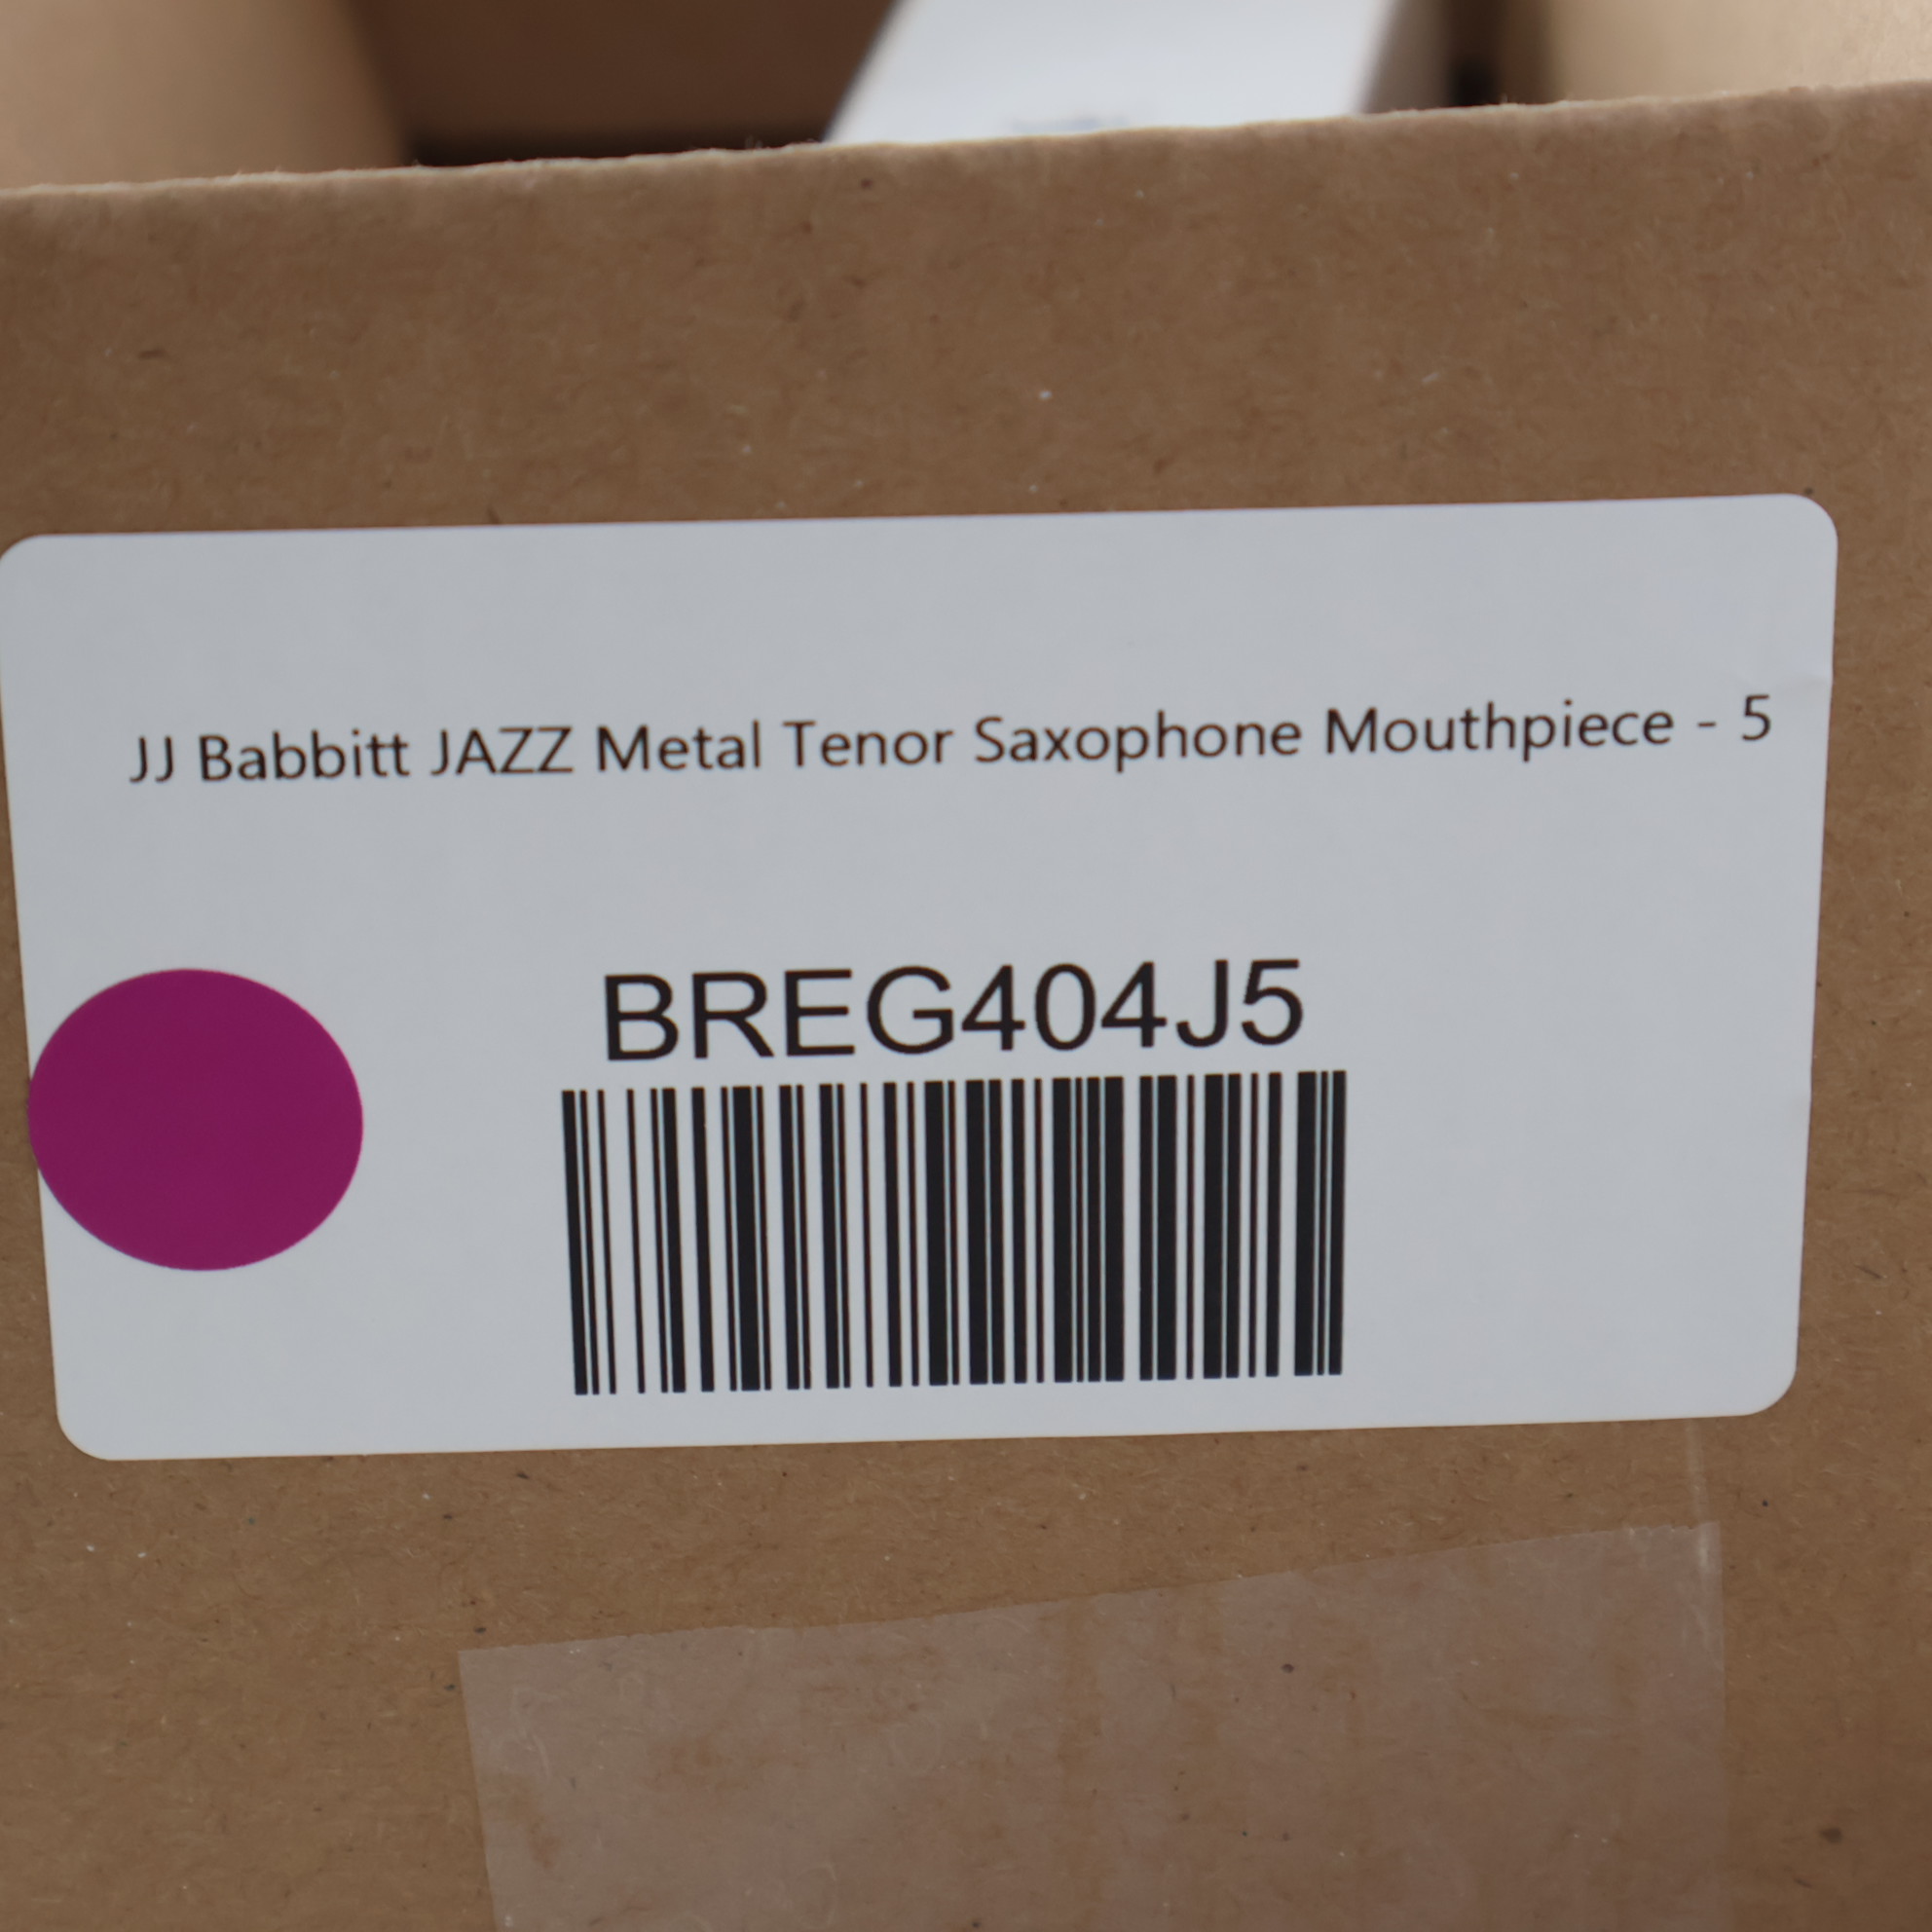 JJ Babbitt JAZZ Metal Tenor Saxophone Mouthpiece - 5
BREG404J5